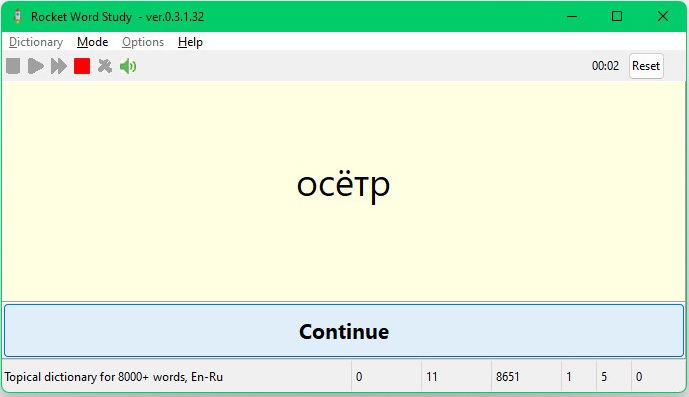 Rocket Word Study - ver.0.3.1.32
Dictionary Mode Options Help
00:02 Reset
осётр
Continue
Topical dictionary for 8000+ words, En-Ru 0 11 8651 1 5 0